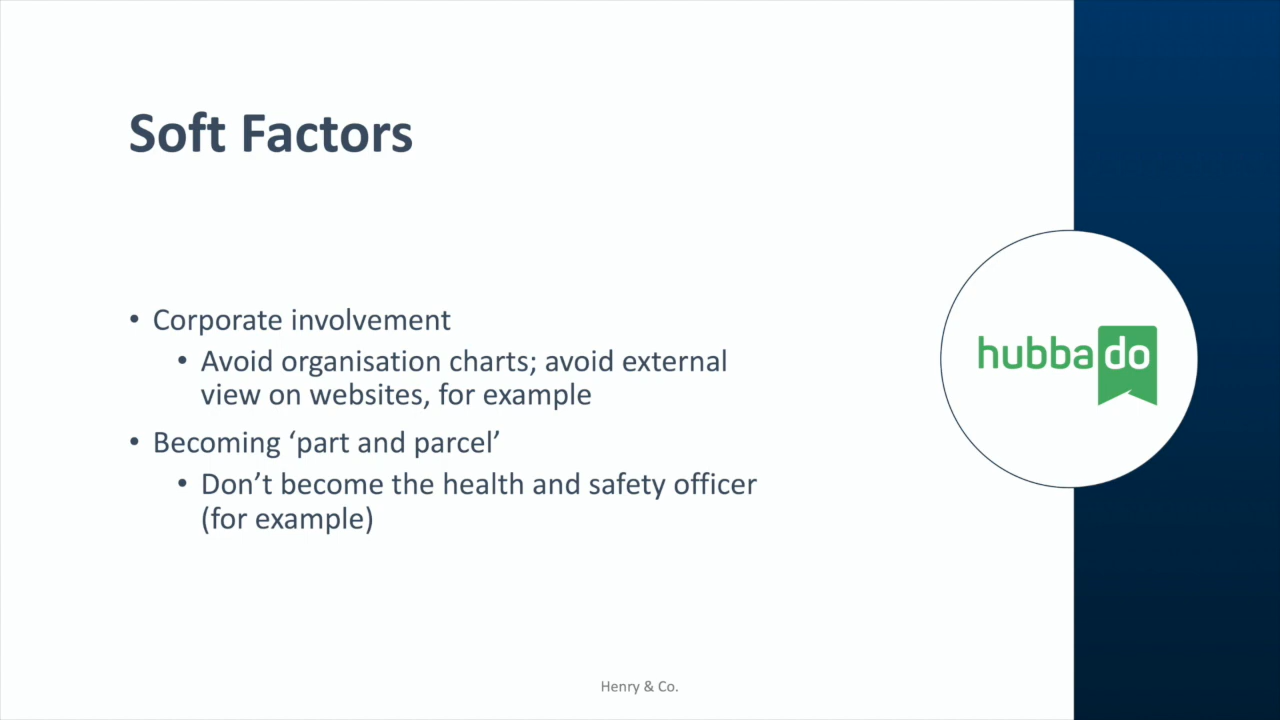 Soft Factors
• Corporate involvement
• Avoid organisation charts; avoid external
view on websites, for example
• Becoming ‘part and parcel’
• Don’t become the health and safety officer
(for example)
hubbado
Henry & Co.